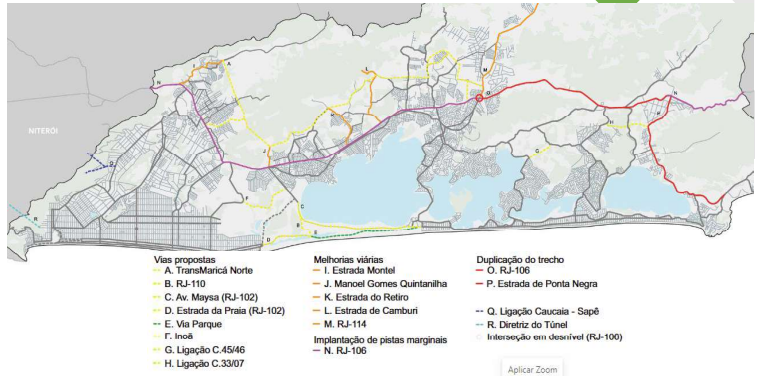 NITERÓI
N
I
A
L
M
O
N
H
P
K
Q
J
G
F
C
R
B
E
D
Vias propostas
A. TransMaricá Norte
B. RJ-110
C. Av. Maysa (RJ-102)
D. Estrada da Praia (RJ-102)
E. Via Parque
F. Inoã
G. Ligação C.45/46
H. Ligação C.33/07
Melhorias viárias
I. Estrada Montel
J. Manoel Gomes Quintanilha
K. Estrada do Retiro
L. Estrada de Camburi
M. RJ-114
Implantação de pistas marginais
N. RJ-106
Duplicação do trecho
O. RJ-106
P. Estrada de Ponta Negra
Q. Ligação Caucaia - Sapê
R. Diretriz do Túnel
Interseção em desnível (RJ-106)
Aplicar Zoom